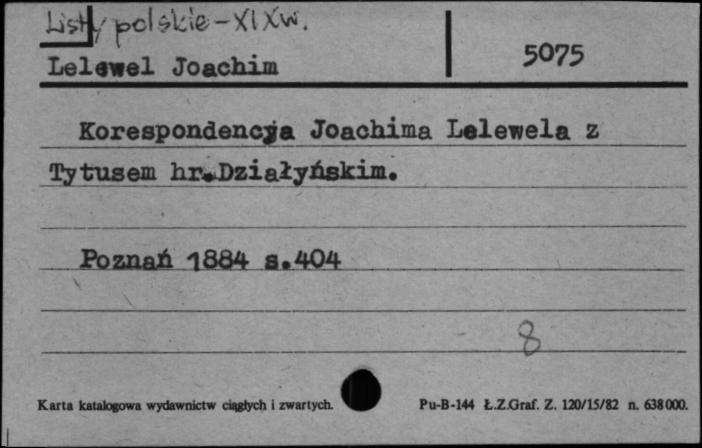 Listy polskie - XIXw.
Lelewel Joachim
5075
Korespondencja Joachima Lelewela z
Tytusem hr.Działyńskim.
Poznań 1884 s.404
8
Karta katalogowa wydawnictw ciągłych i zwartych.
Pu-B-144 Ł.Z.Graf. Z. 120/15/82 n. 638000.